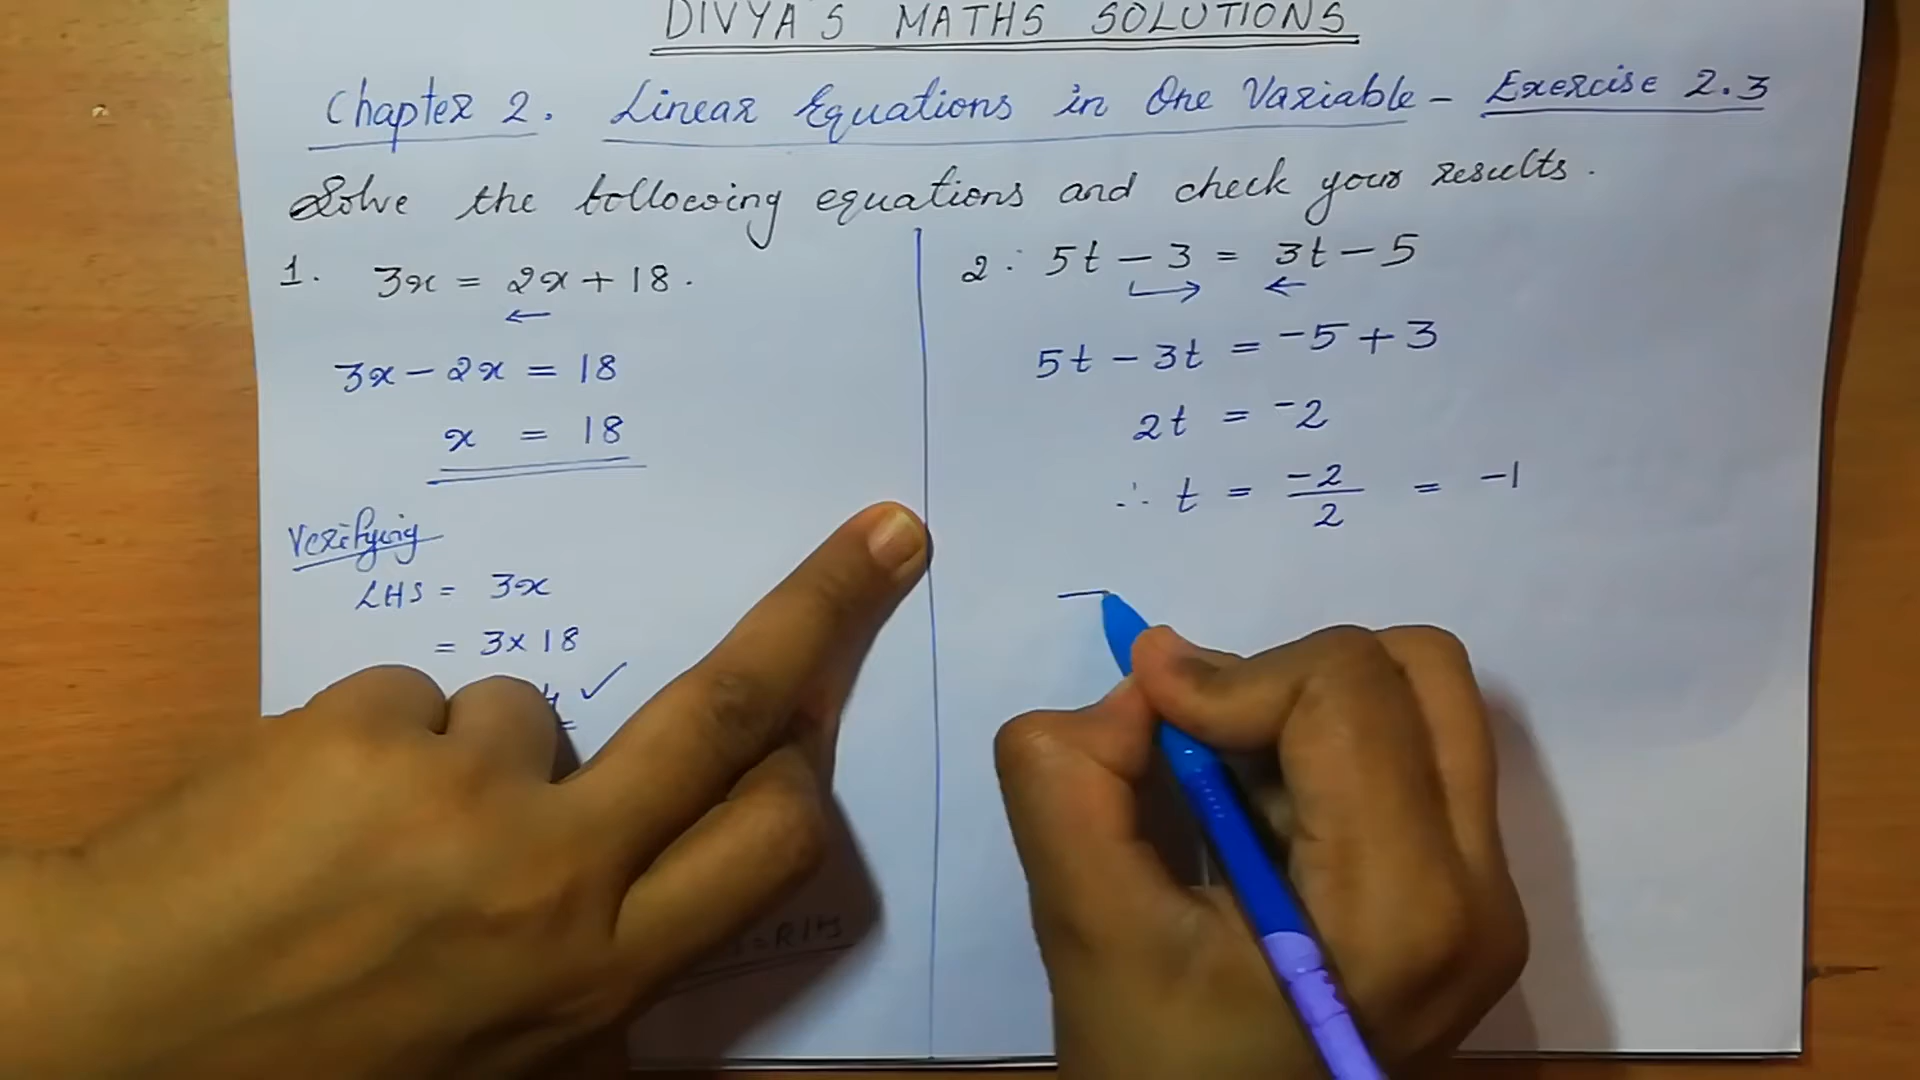 DIVYA'S MATHS SOLUTIONS
Chapter 2. Linear Equations in One Variable - Exercise 2.3
Solve the following equations and check your results.
1. 3x = 2x + 18.
←
3x - 2x = 18
x = 18
Verifying
LHS = 3x
= 3 x 18
✓
= RHS
2. 5t - 3 = 3t - 5
→ ←
5t - 3t = -5 + 3
2t = -2
∴ t = -2/2 = -1